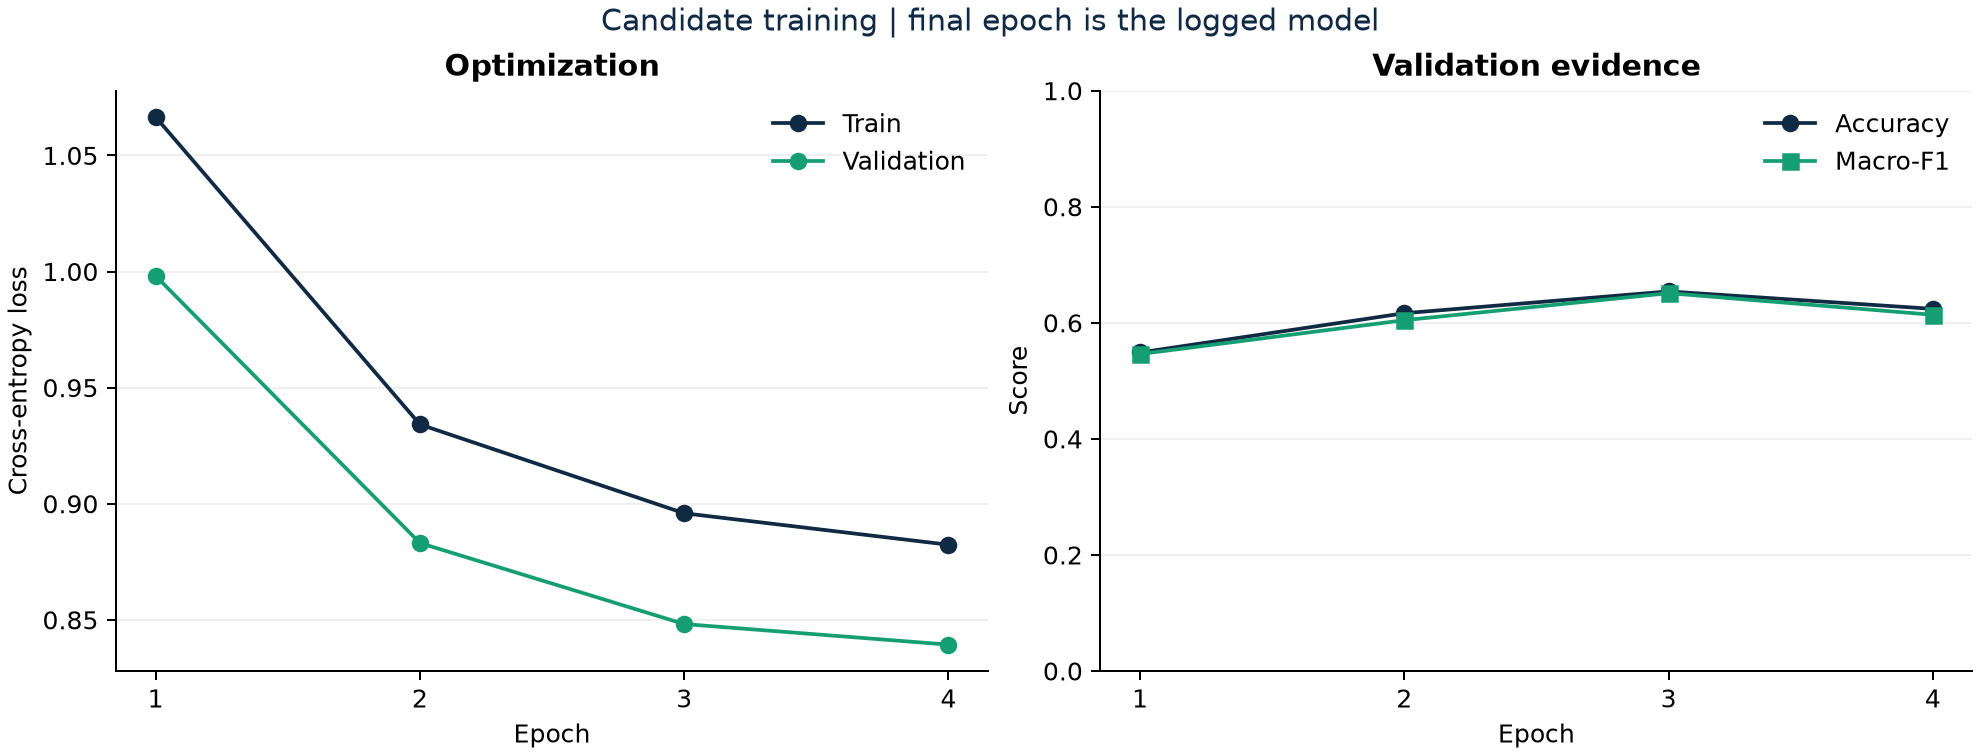 Candidate training | final epoch is the logged model
Optimization
Cross-entropy loss
1.05
1.00
0.95
0.90
0.85
Train
Validation
1
2
3
4
Epoch
Validation evidence
Score
1.0
0.8
0.6
0.4
0.2
0.0
Accuracy
Macro-F1
1
2
3
4
Epoch